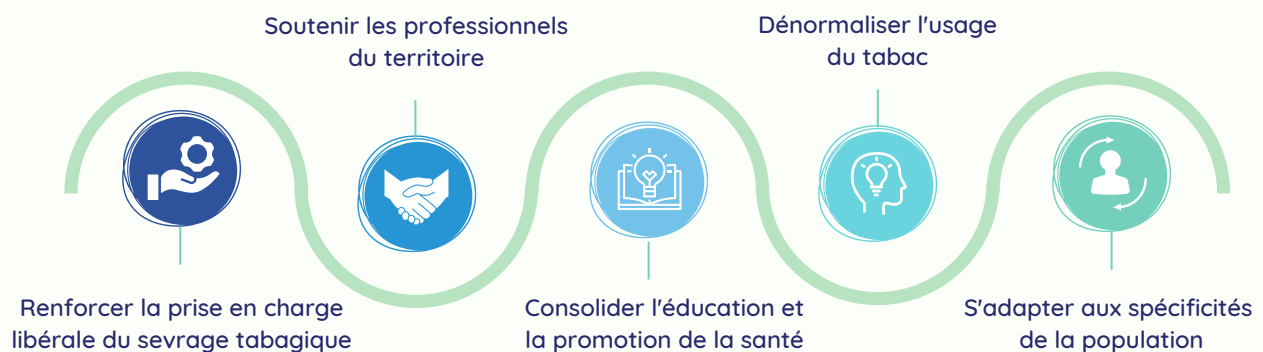 Soutenir les professionnels
du territoire
Dénormaliser l'usage
du tabac
Renforcer la prise en charge
libérale du sevrage tabagique
Consolider l'éducation et
la promotion de la santé
S'adapter aux spécificités
de la population